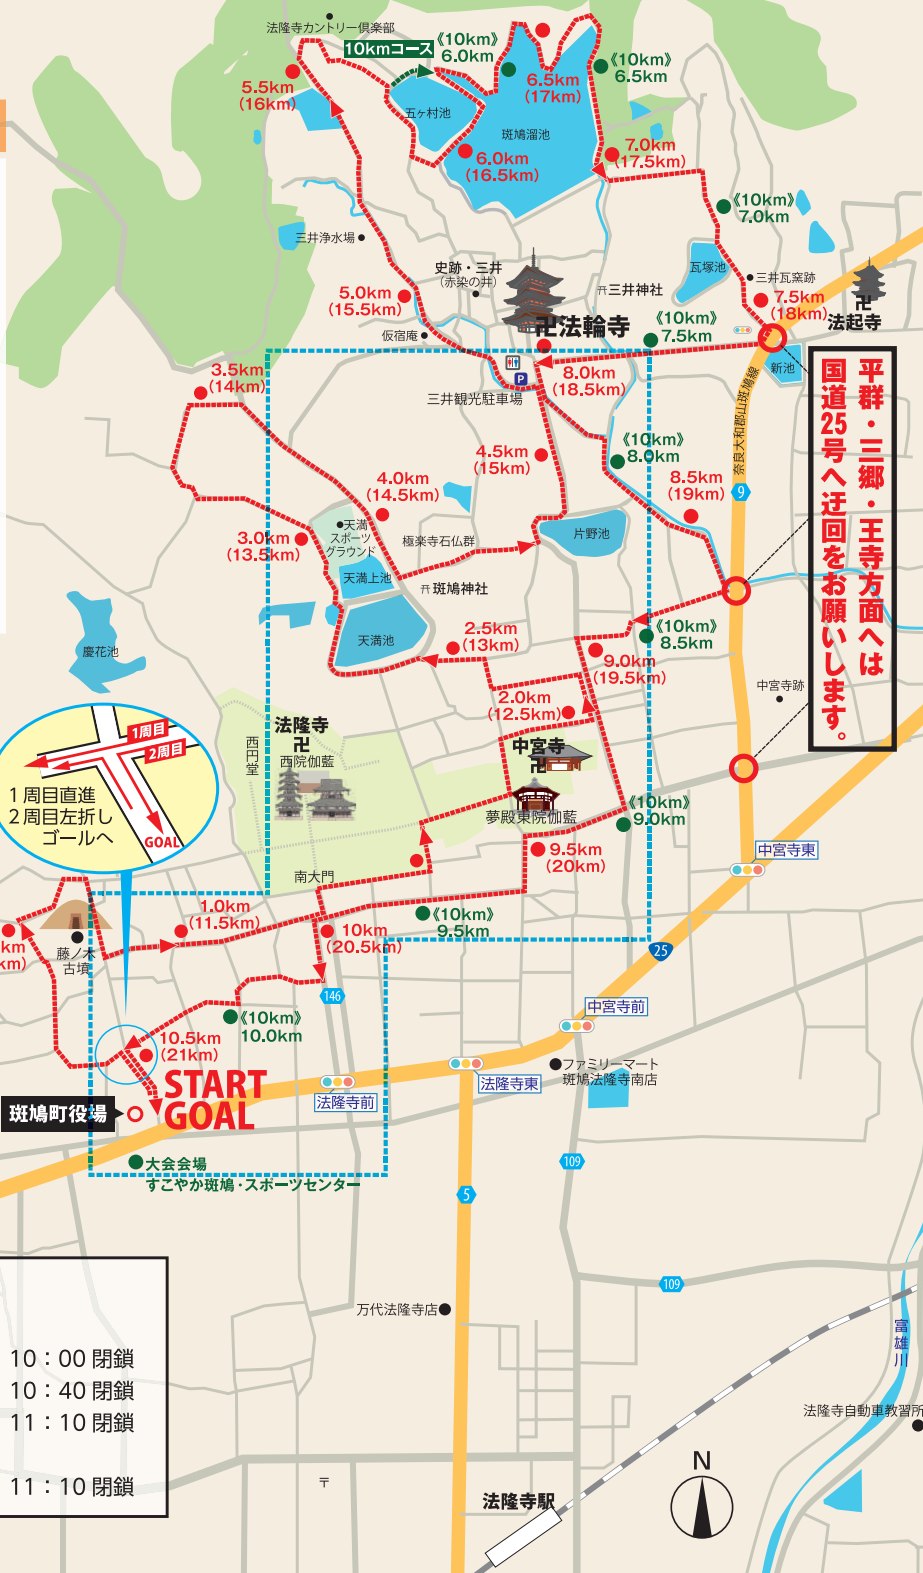 法隆寺カントリー倶楽部
10kmコース
《10km》
6.0km
5.5km
(16km)
6.5km
(17km)
《10km》
6.5km
五ヶ村池
斑鳩溜池
6.0km
(16.5km)
7.0km
(17.5km)
《10km》
7.0km
三井浄水場
史跡・三井
(赤染の井)
瓦塚池
三井瓦窯跡
三井神社
5.0km
(15.5km)
7.5km
(18km)
卍
法起寺
《10km》
7.5km
卍法輪寺
仮宿庵
新池
8.0km
(18.5km)
P
三井観光駐車場
3.5km
(14km)
平群・三郷・王寺方面へは
国道25号へ迂回をお願いします。
奈良大和郡山斑鳩線
4.5km
(15km)
《10km》
8.0km
4.0km
(14.5km)
8.5km
(19km)
9
天満
スポーツ
グラウンド
3.0km
(13.5km)
極楽寺石仏群
片野池
天満上池
斑鳩神社
天満池
2.5km
(13km)
《10km》
8.5km
慶花池
9.0km
(19.5km)
2.0km
(12.5km)
中宮寺跡
法隆寺
卍
西院伽藍
西円堂
中宮寺
卍
夢殿東院伽藍
1周目
2周目
1周目直進
2周目左折し
ゴールへ
GOAL
《10km》
9.0km
中宮寺東
9.5km
(20km)
南大門
1.0km
(11.5km)
《10km》
9.5km
10km
(20.5km)
km
km)
藤ノ木
古墳
25
146
中宮寺前
《10km》
10.0km
10.5km
(21km)
START
GOAL
ファミリーマート
斑鳩法隆寺南店
法隆寺東
法隆寺前
斑鳩町役場
大会会場
すこやか斑鳩・スポーツセンター
109
5
109
万代法隆寺店
富雄川
10：00 閉鎖
10：40 閉鎖
11：10 閉鎖
11：10 閉鎖
法隆寺自動車教習所
N
〒
法隆寺駅